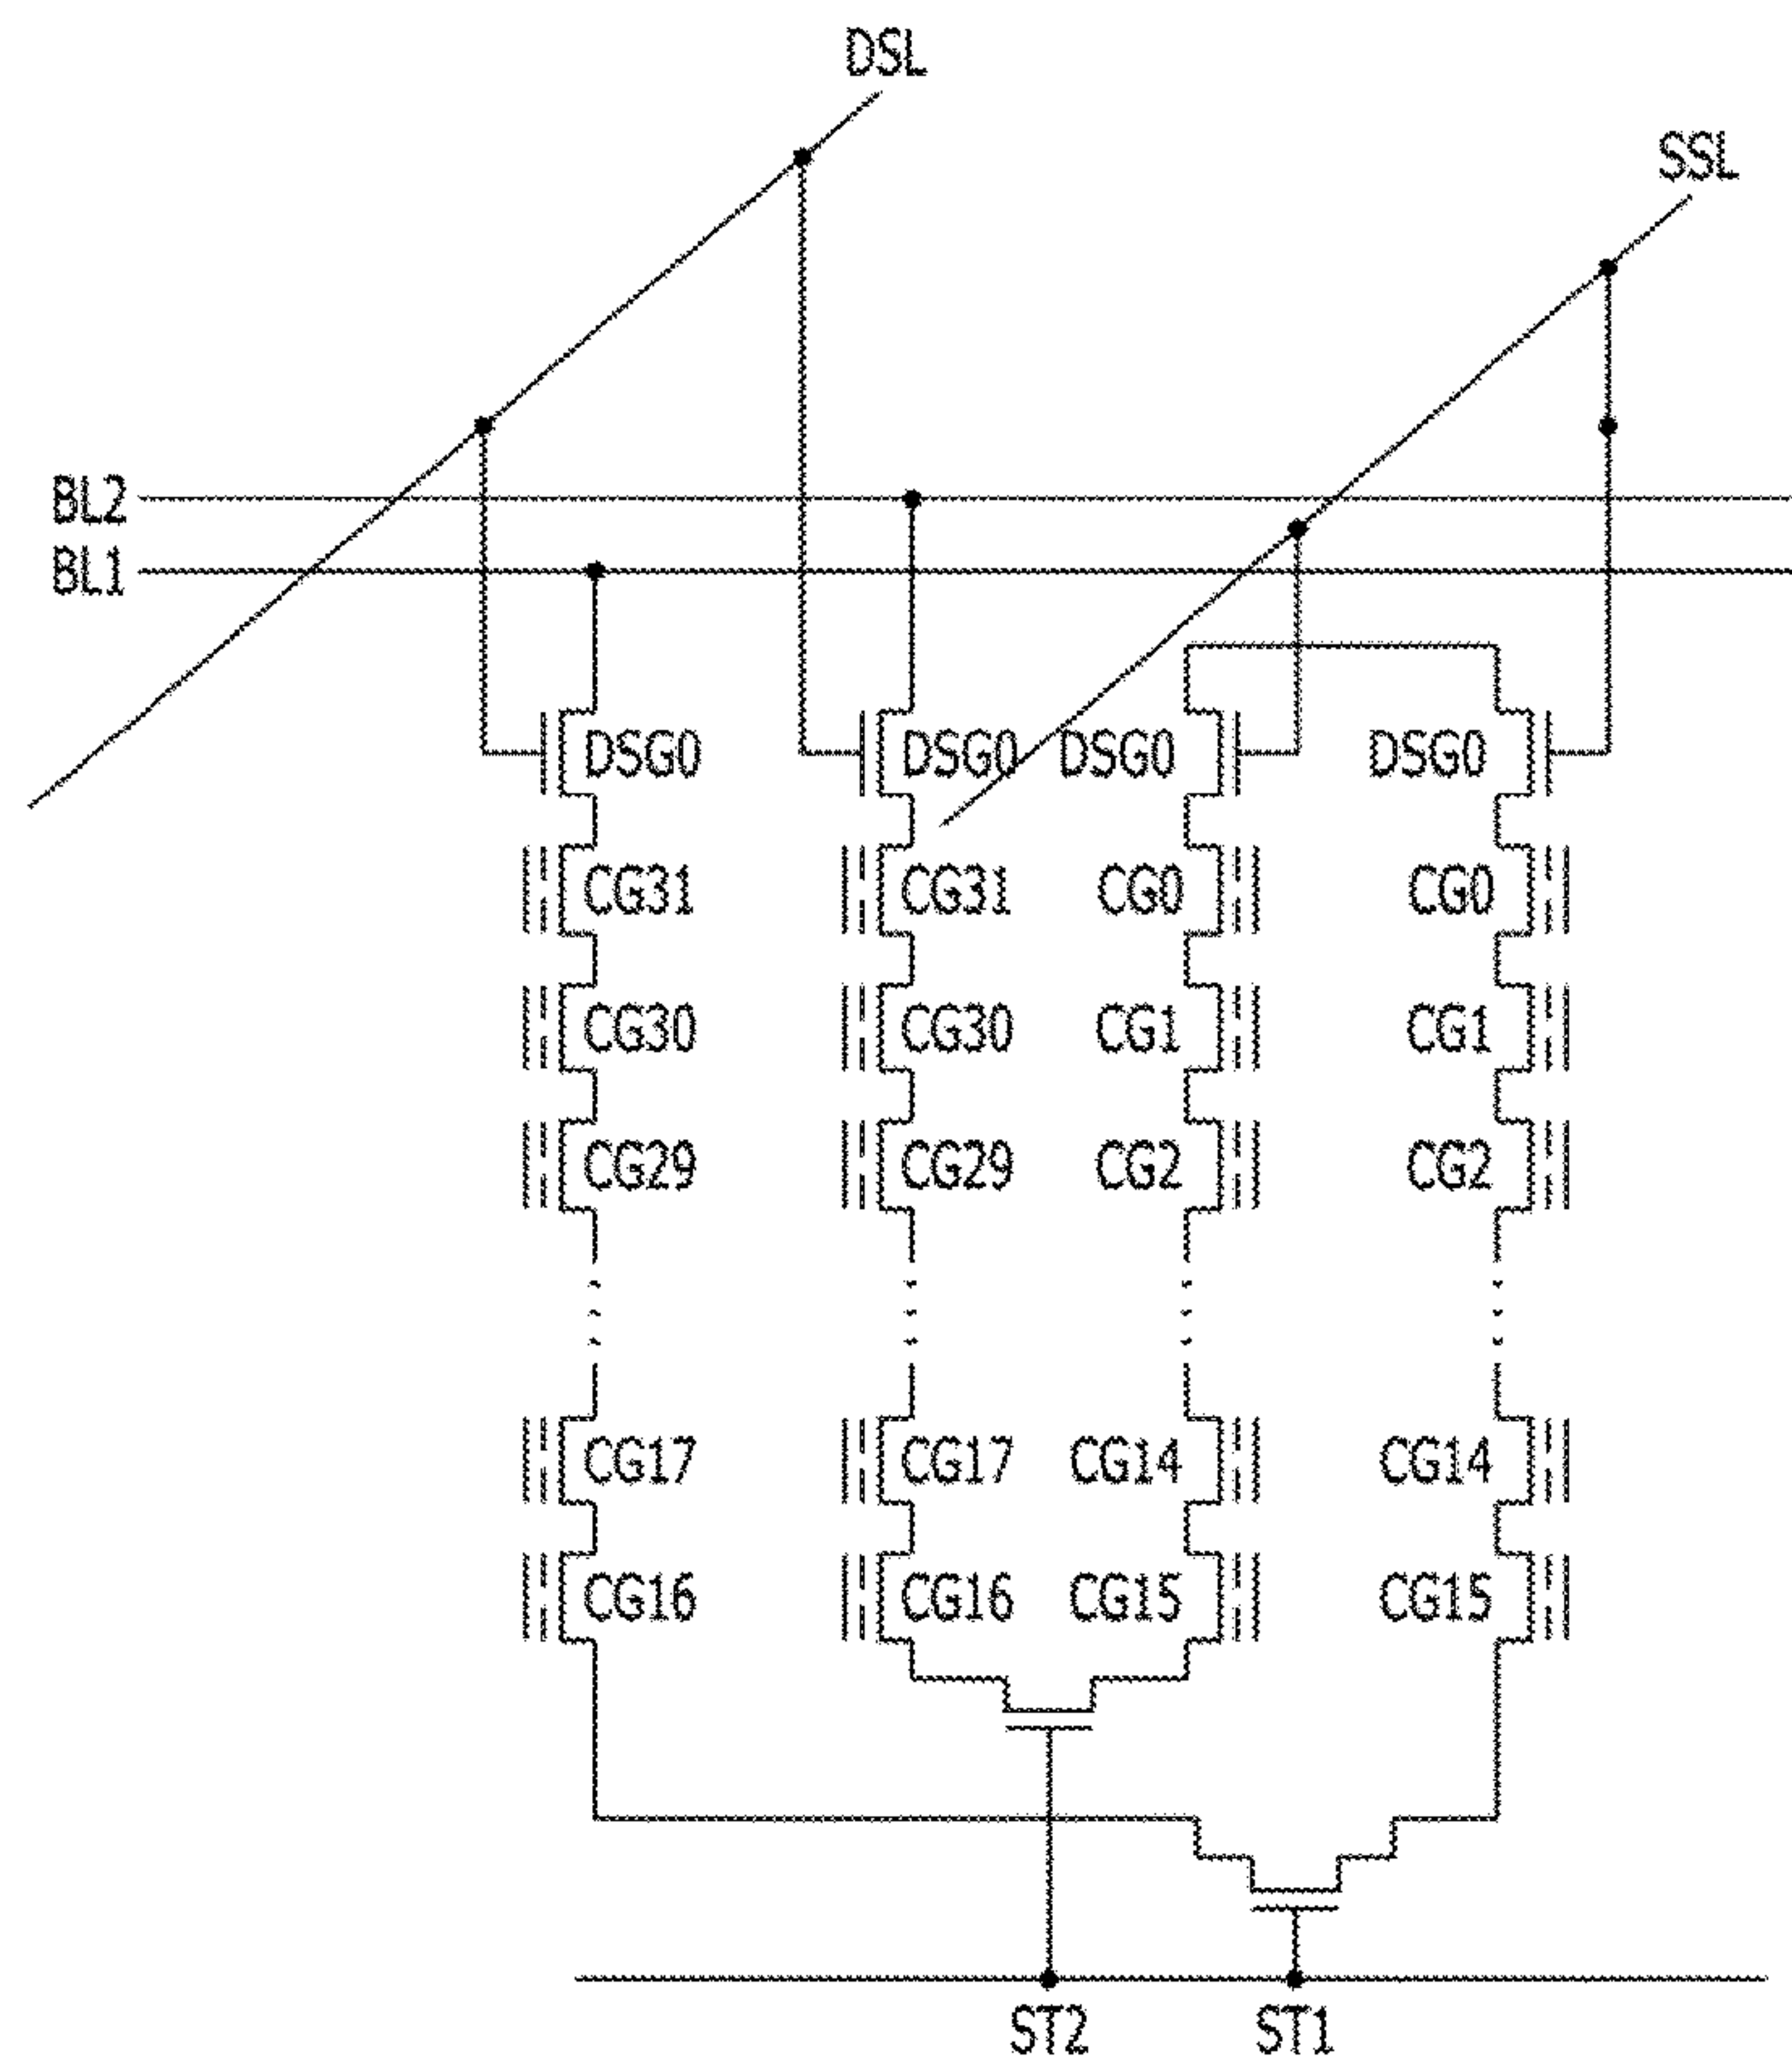 DSL
SSL
BL2
BL1
DSG0 DSG0 DSG0 DSG0
CG31 CG31 CG0 CG0
CG30 CG30 CG1 CG1
CG29 CG29 CG2 CG2
CG17 CG17 CG14 CG14
CG16 CG16 CG15 CG15
ST2 ST1